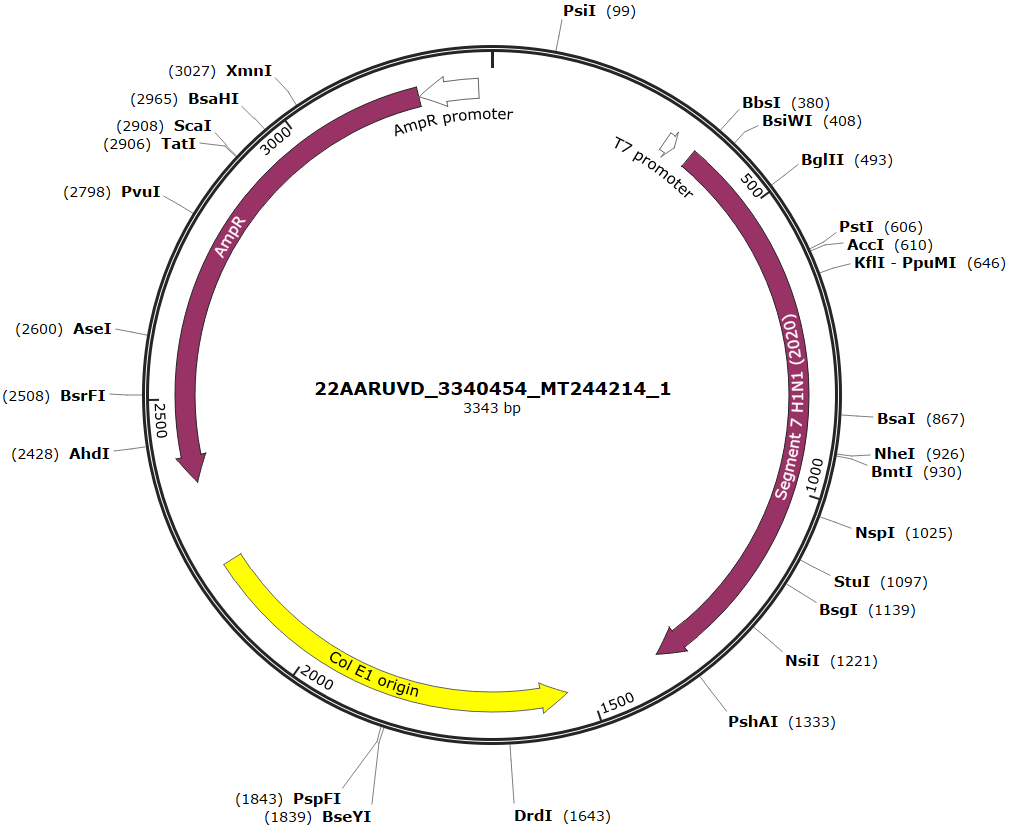 PsiI (99)
(3027) XmnI
(2965) BsaHI
BbsI (380)
AmpR promoter
BsiWI (408)
(2908) ScaI
(2906) TatI
3000
T7 promoter
BglII (493)
500
(2798) PvuI
AmpR
PstI (606)
AccI (610)
KflI - PpuMI (646)
(2600) AseI
Segment 7 H1N1 (2020)
22AARUVD_3340454_MT244214_1
3343 bp
(2508) BsrFI
2500
BsaI (867)
(2428) AhdI
NheI (926)
BmtI (930)
1000
NspI (1025)
StuI (1097)
BsgI (1139)
NsiI (1221)
Col E1 origin
2000
1500
PshAI (1333)
(1843) PspFI
(1839) BseYI
DrdI (1643)